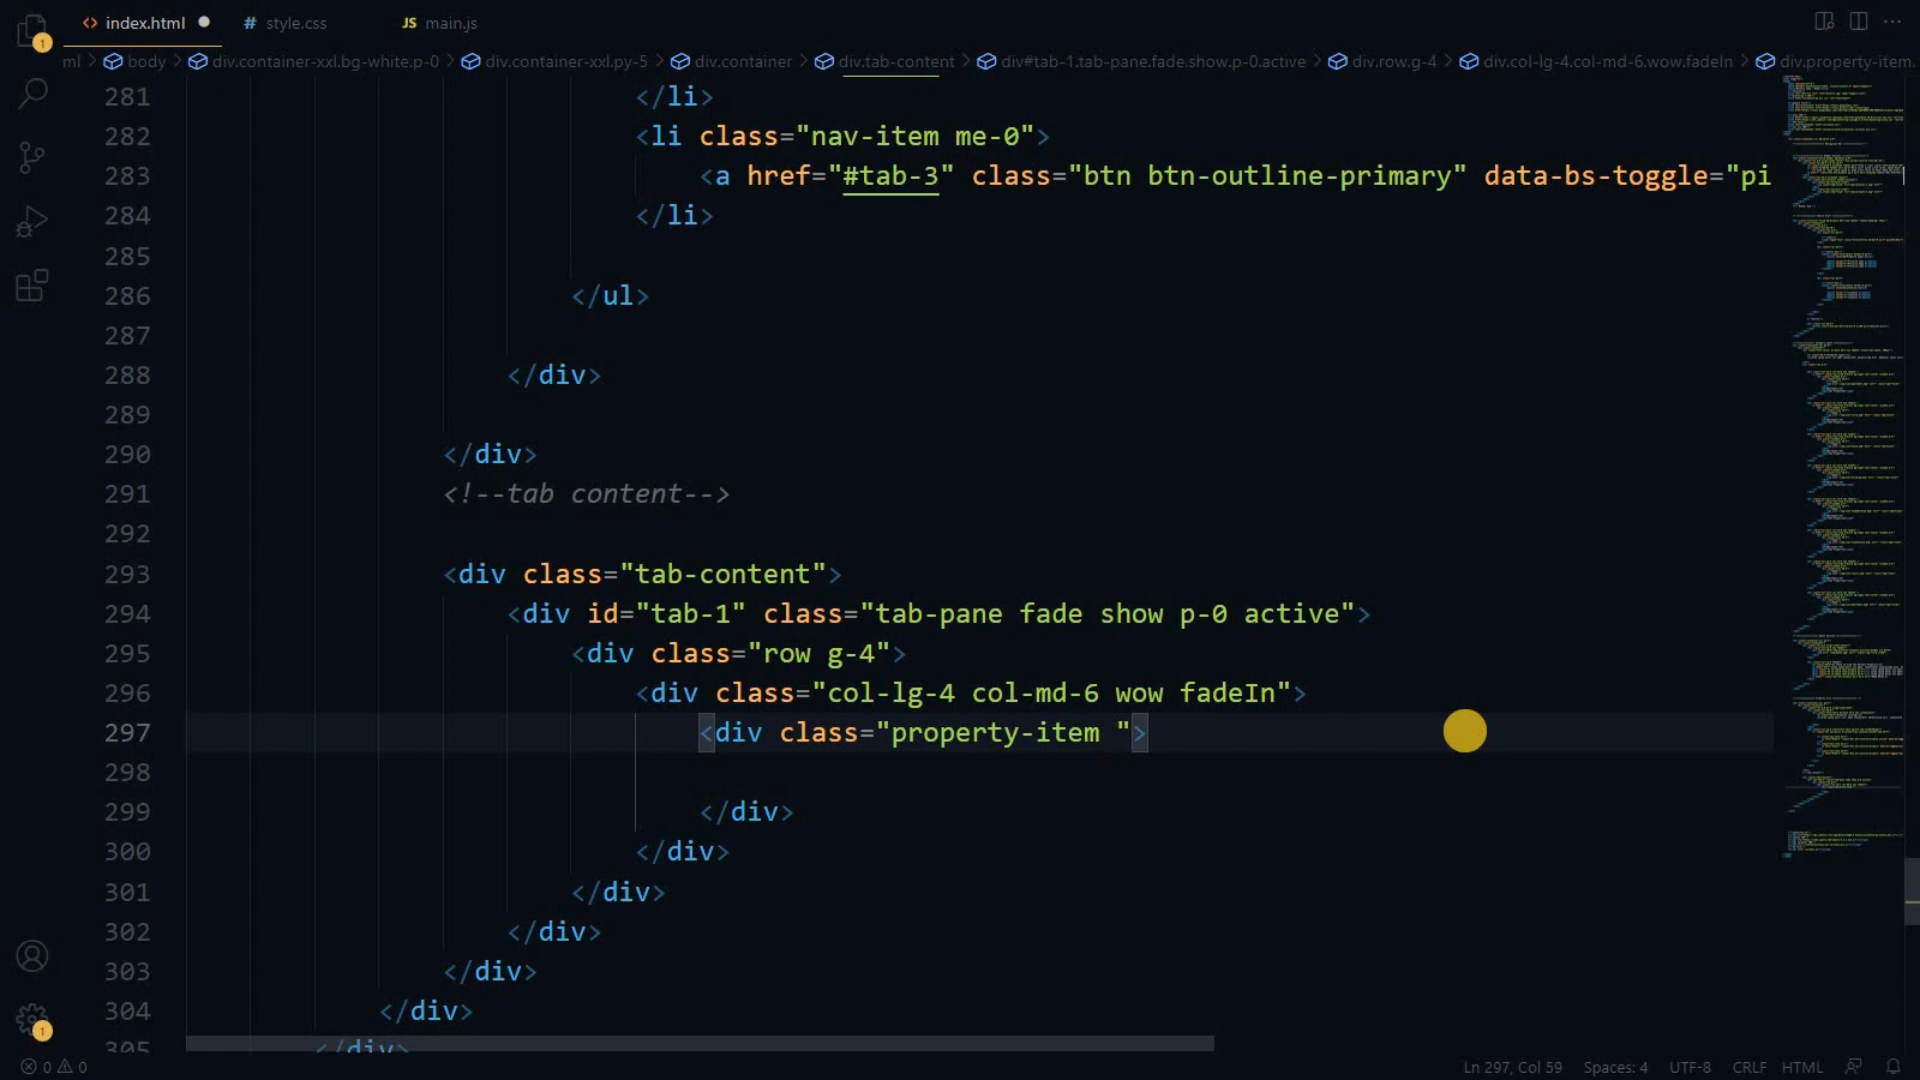 index.html
style.css
JS main.js
ml > body > div.container-xxl.bg-white.p-0 > div.container-xxl.py-5 > div.container > div.tab-content > div#tab-1.tab-pane.fade.show.p-0.active > div.row.g-4 > div.col-lg-4.col-md-6.wow.fadeIn > div.property-item.
281 </li>
282 <li class="nav-item me-0">
283 <a href="#tab-3" class="btn btn-outline-primary" data-bs-toggle="pi
284 </li>
285
286 </ul>
287
288 </div>
289
290 </div>
291 <!--tab content-->
292
293 <div class="tab-content">
294 <div id="tab-1" class="tab-pane fade show p-0 active">
295 <div class="row g-4">
296 <div class="col-lg-4 col-md-6 wow fadeIn">
297 <div class="property-item ">
298
299 </div>
300 </div>
301 </div>
302 </div>
303 </div>
304 </div>
305 </div>
0 0 Ln 297, Col 59 Spaces: 4 UTF-8 CRLF HTML